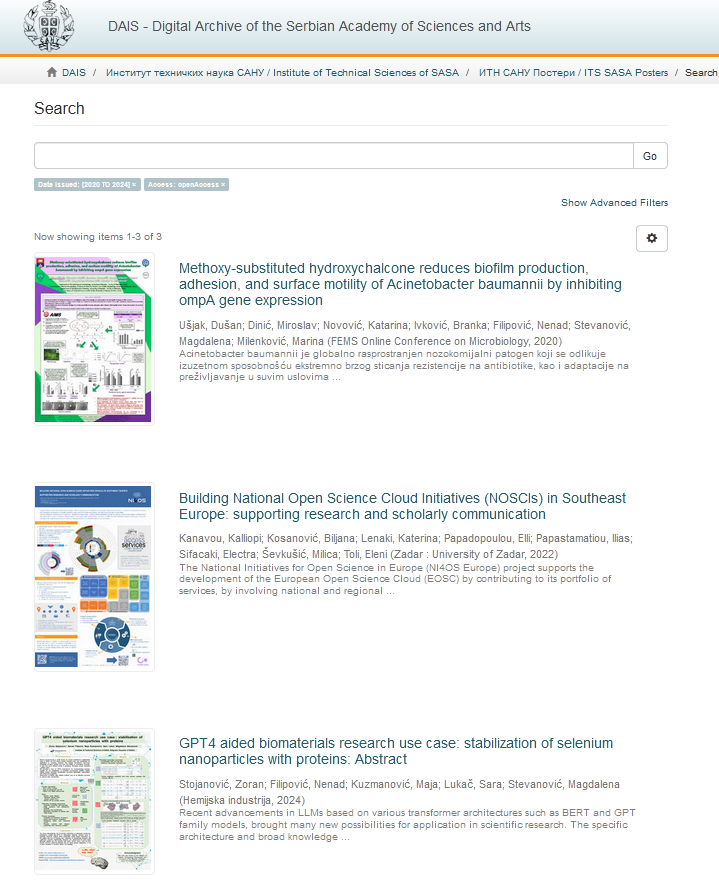 DAIS - Digital Archive of the Serbian Academy of Sciences and Arts
DAIS / Институт техничких наука САНУ / Institute of Technical Sciences of SASA / ИТН САНУ Постери / ITS SASA Posters / Search
Search
Go
Date Issued: [2020 TO 2024] × Access: openAccess ×
Show Advanced Filters
Now showing items 1-3 of 3
Methoxy-substituted hydroxychalcone reduces biofilm production,
adhesion, and surface motility of Acinetobacter baumannii by inhibiting
ompA gene expression
Ušjak, Dušan; Dinić, Miroslav; Novović, Katarina; Ivković, Branka; Filipović, Nenad; Stevanović,
Magdalena; Milenković, Marina (FEMS Online Conference on Microbiology, 2020)
Acinetobacter baumannii je globalno rasprostranjen nozokomijalni patogen koji se odlikuje
izuzetnom sposobnošću ekstremno brzog sticanja rezistencije na antibiotike, kao i adaptacije na
preživljavanje u suvim uslovima ...
Building National Open Science Cloud Initiatives (NOSCIs) in Southeast
Europe: supporting research and scholarly communication
Kanavou, Kalliopi; Kosanović, Biljana; Lenaki, Katerina; Papadopoulou, Elli; Papastamatiou, Ilias;
Sifacaki, Electra; Ševkušić, Milica; Toli, Eleni (Zadar : University of Zadar, 2022)
The National Initiatives for Open Science in Europe (NI4OS Europe) project supports the
development of the European Open Science Cloud (EOSC) by contributing to its portfolio of
services, by involving national and regional ...
GPT4 aided biomaterials research use case: stabilization of selenium
nanoparticles with proteins: Abstract
Stojanović, Zoran; Filipović, Nenad; Kuzmanović, Maja; Lukač, Sara; Stevanović, Magdalena
(Hemijska industrija, 2024)
Recent advancements in LLMs based on various transformer architectures such as BERT and GPT
family models, brought many new possibilities for application in scientific research. The specific
architecture and broad knowledge ...